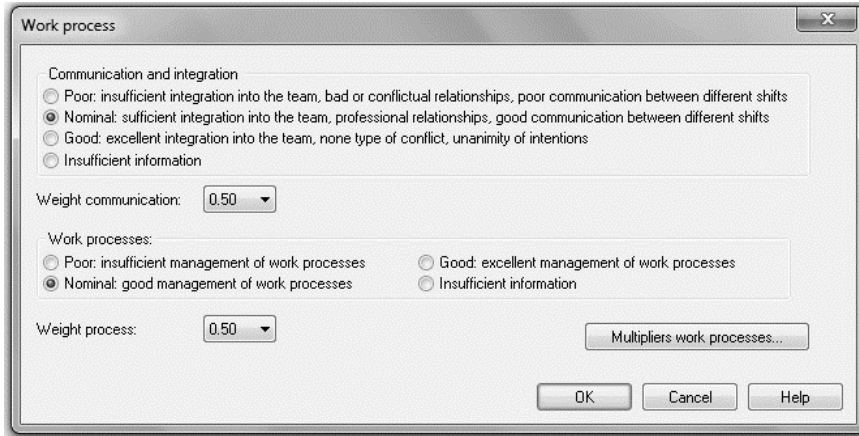 Work process
Communication and integration
Poor: insufficient integration into the team, bad or conflictual relationships, poor communication between different shifts
Nominal: sufficient integration into the team, professional relationships, good communication between different shifts
Good: excellent integration into the team, none type of conflict, unanimity of intentions
Insufficient information
Weight communication: 0.50
Work processes:
Poor: insufficient management of work processes Good: excellent management of work processes
Nominal: good management of work processes Insufficient information
Weight process: 0.50
Multipliers work processes...
OK Cancel Help